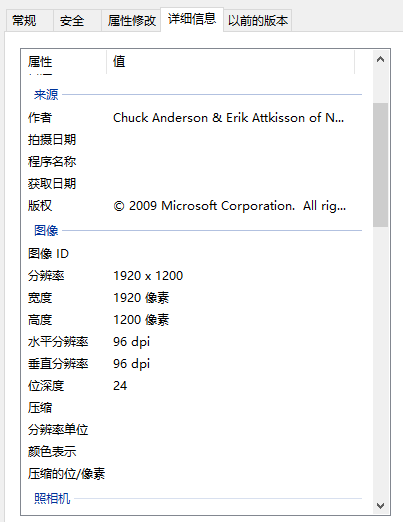 常规 安全 属性修改 详细信息 以前的版本
属性 值
来源
作者 Chuck Anderson & Erik Attkisson of N...
拍摄日期
程序名称
获取日期
版权 © 2009 Microsoft Corporation. All rig...
图像
图像 ID
分辨率 1920 x 1200
宽度 1920 像素
高度 1200 像素
水平分辨率 96 dpi
垂直分辨率 96 dpi
位深度 24
压缩
分辨率单位
颜色表示
压缩的位/像素
照相机